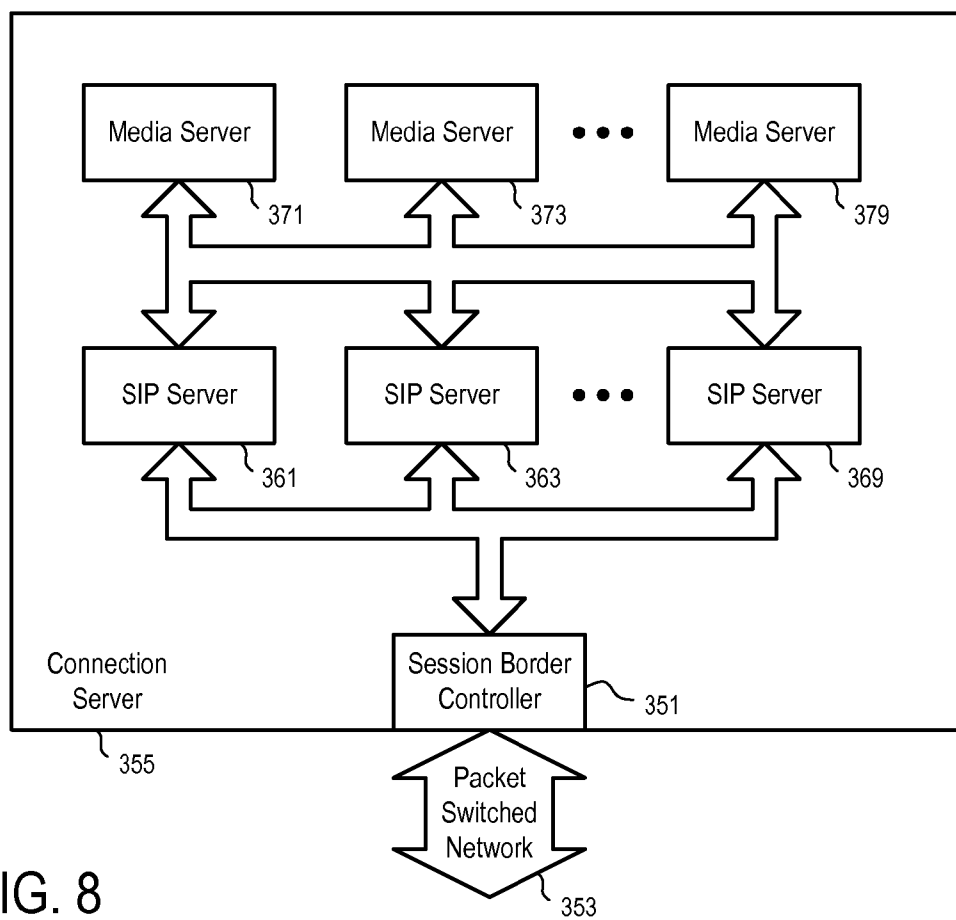 Media Server
Media Server
Media Server
371
373
379
SIP Server
SIP Server
SIP Server
361
363
369
Connection
Server
Session Border
Controller
351
355
Packet
Switched
Network
353
IG. 8